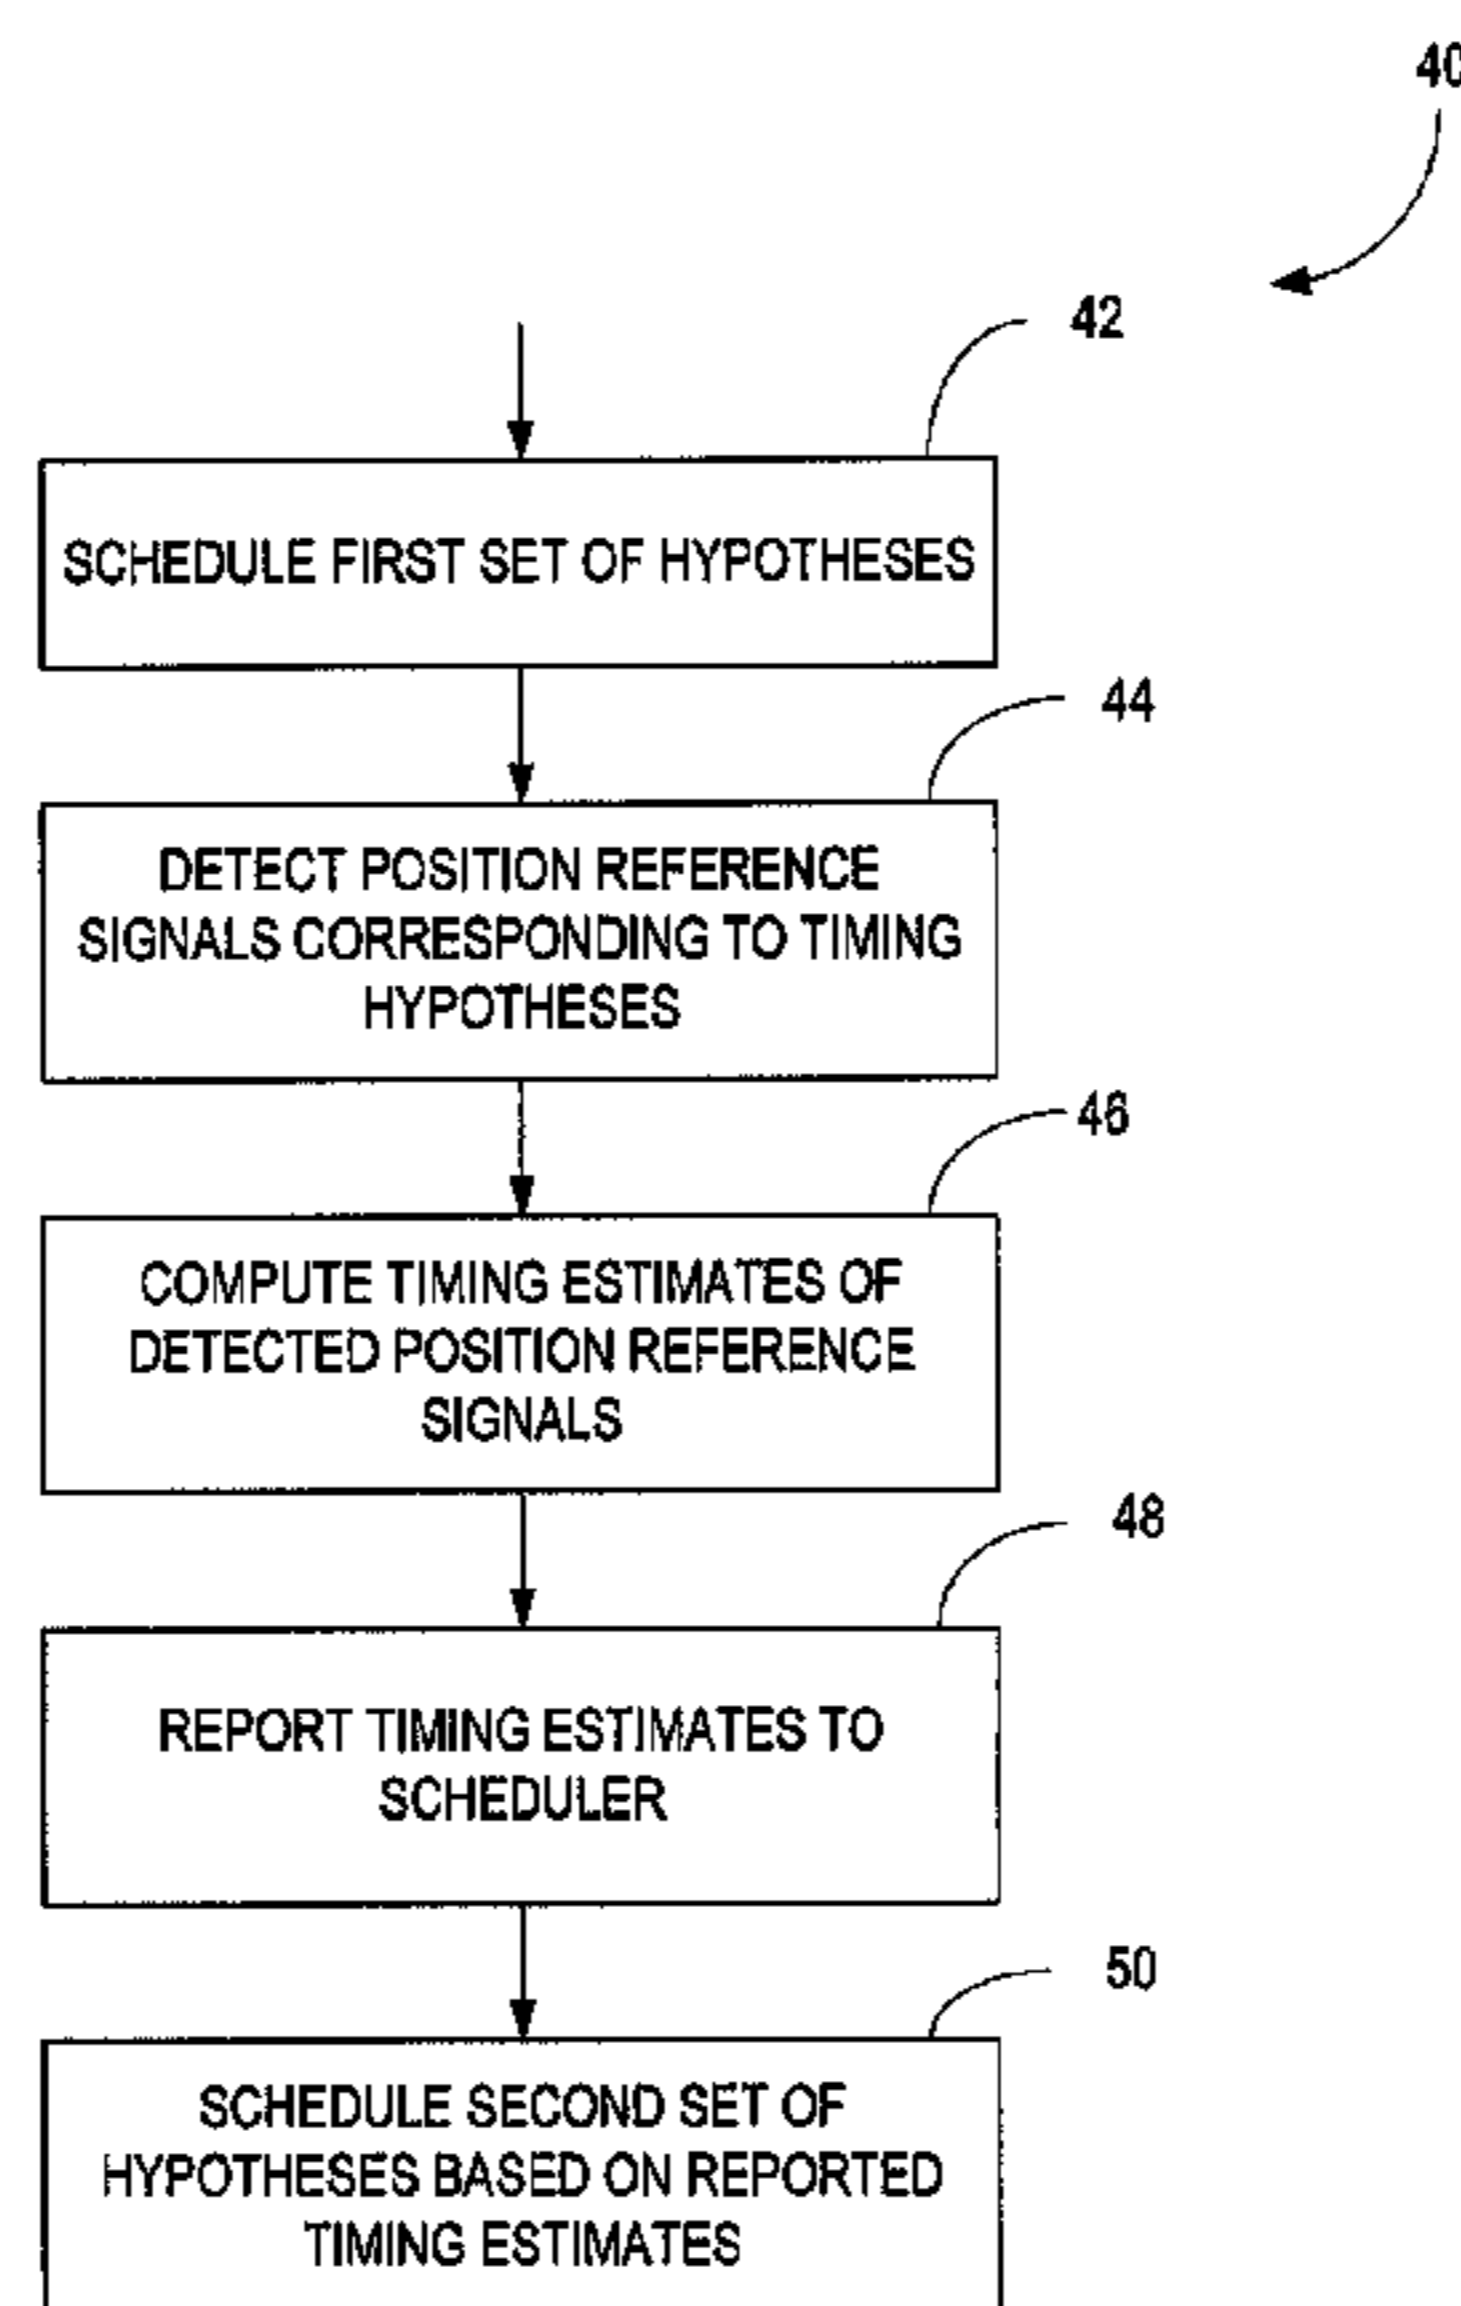 40
42
SCHEDULE FIRST SET OF HYPOTHESES
44
DETECT POSITION REFERENCE
SIGNALS CORRESPONDING TO TIMING
HYPOTHESES
46
COMPUTE TIMING ESTIMATES OF
DETECTED POSITION REFERENCE
SIGNALS
48
REPORT TIMING ESTIMATES TO
SCHEDULER
50
SCHEDULE SECOND SET OF
HYPOTHESES BASED ON REPORTED
TIMING ESTIMATES